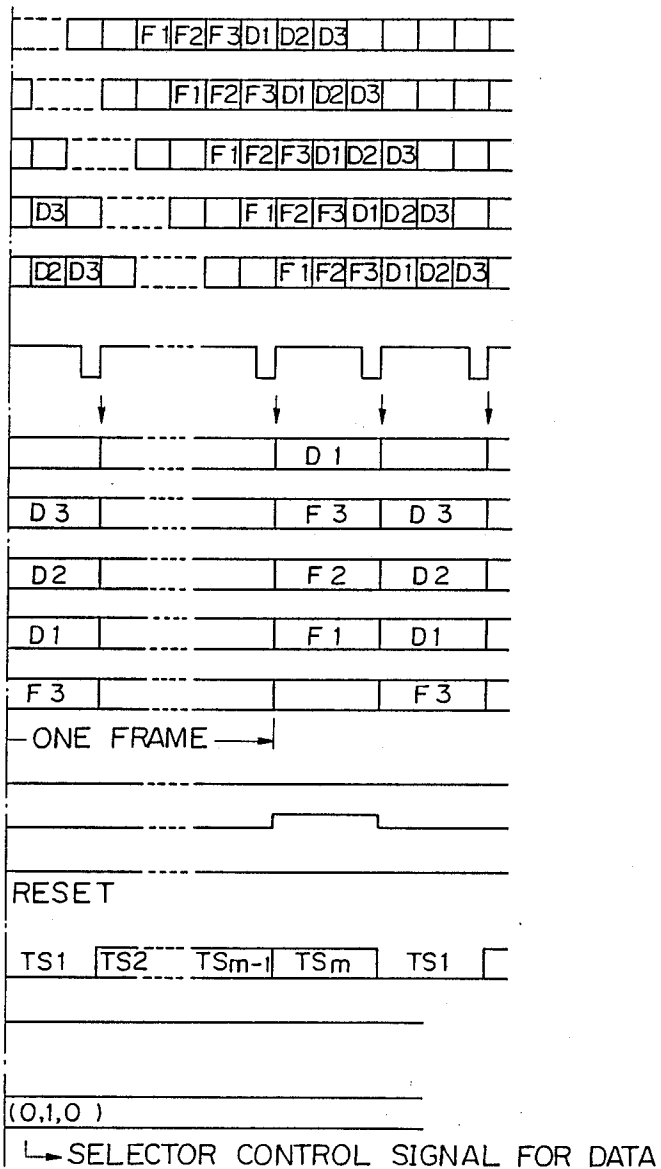 F1 F2 F3 D1 D2 D3
F1 F2 F3 D1 D2 D3
F1 F2 F3 D1 D2 D3
D3 F1 F2 F3 D1 D2 D3
D2 D3 F1 F2 F3 D1 D2 D3
D1
D3 F3 D3
D2 F2 D2
D1 F1 D1
F3 F3
ONE FRAME
RESET
TS1 TS2 TSm-1 TSm TS1
(0,1,0 )
SELECTOR CONTROL SIGNAL FOR DATA